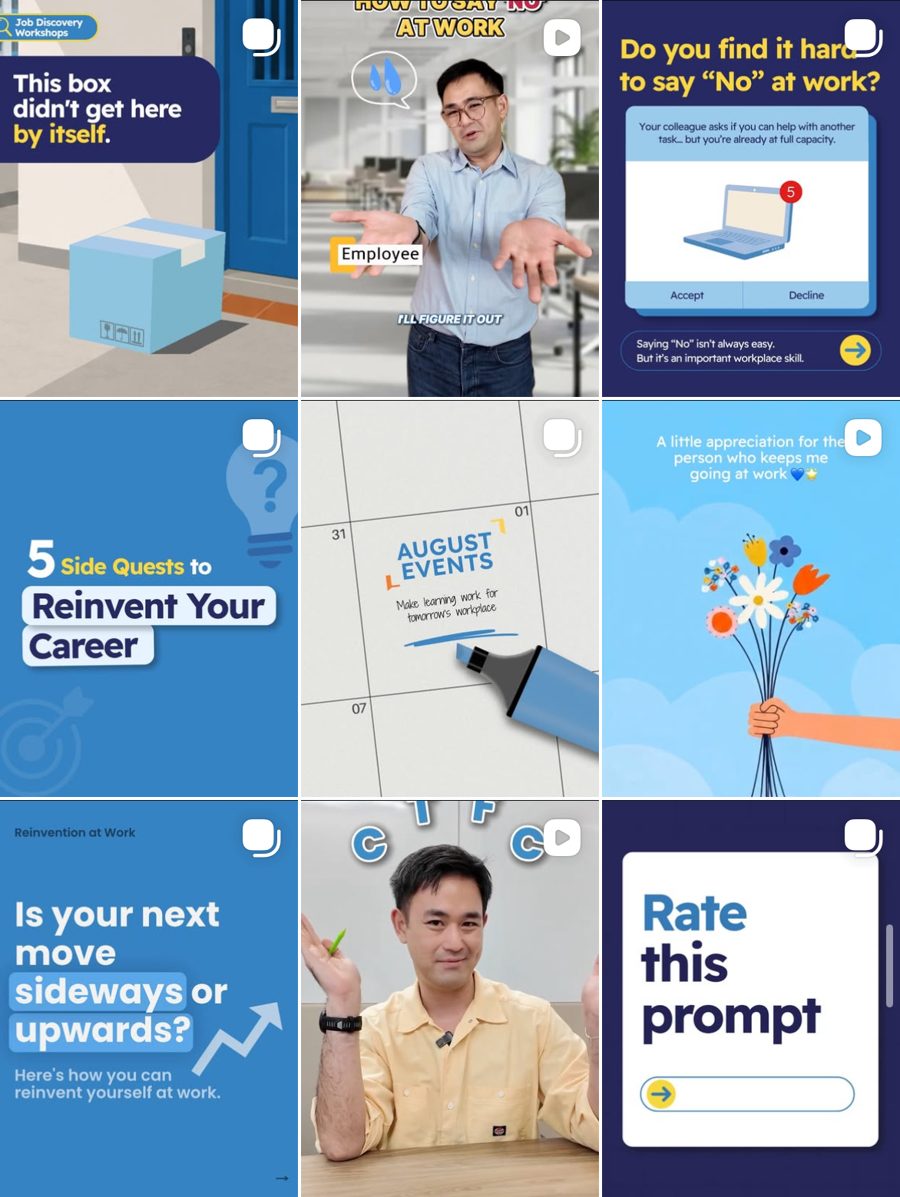 Job Discovery
Workshops
This box
didn't get here
by itself.
HOW TO SAY "NO"
AT WORK
Employee
I'LL FIGURE IT OUT
Do you find it hard
to say “No” at work?
Your colleague asks if you can help with another
task... but you're already at full capacity.
5
Accept
Decline
Saying “No” isn't always easy.
But it's an important workplace skill.
5 Side Quests to
Reinvent Your
Career
?
31
01
AUGUST
EVENTS
Make learning work for
tomorrow's workplace
07
A little appreciation for the
person who keeps me
going at work 💙🌟
Reinvention at Work
Is your next
move
sideways or
upwards?
Here's how you can
reinvent yourself at work.
C I F C
Rate
this
prompt